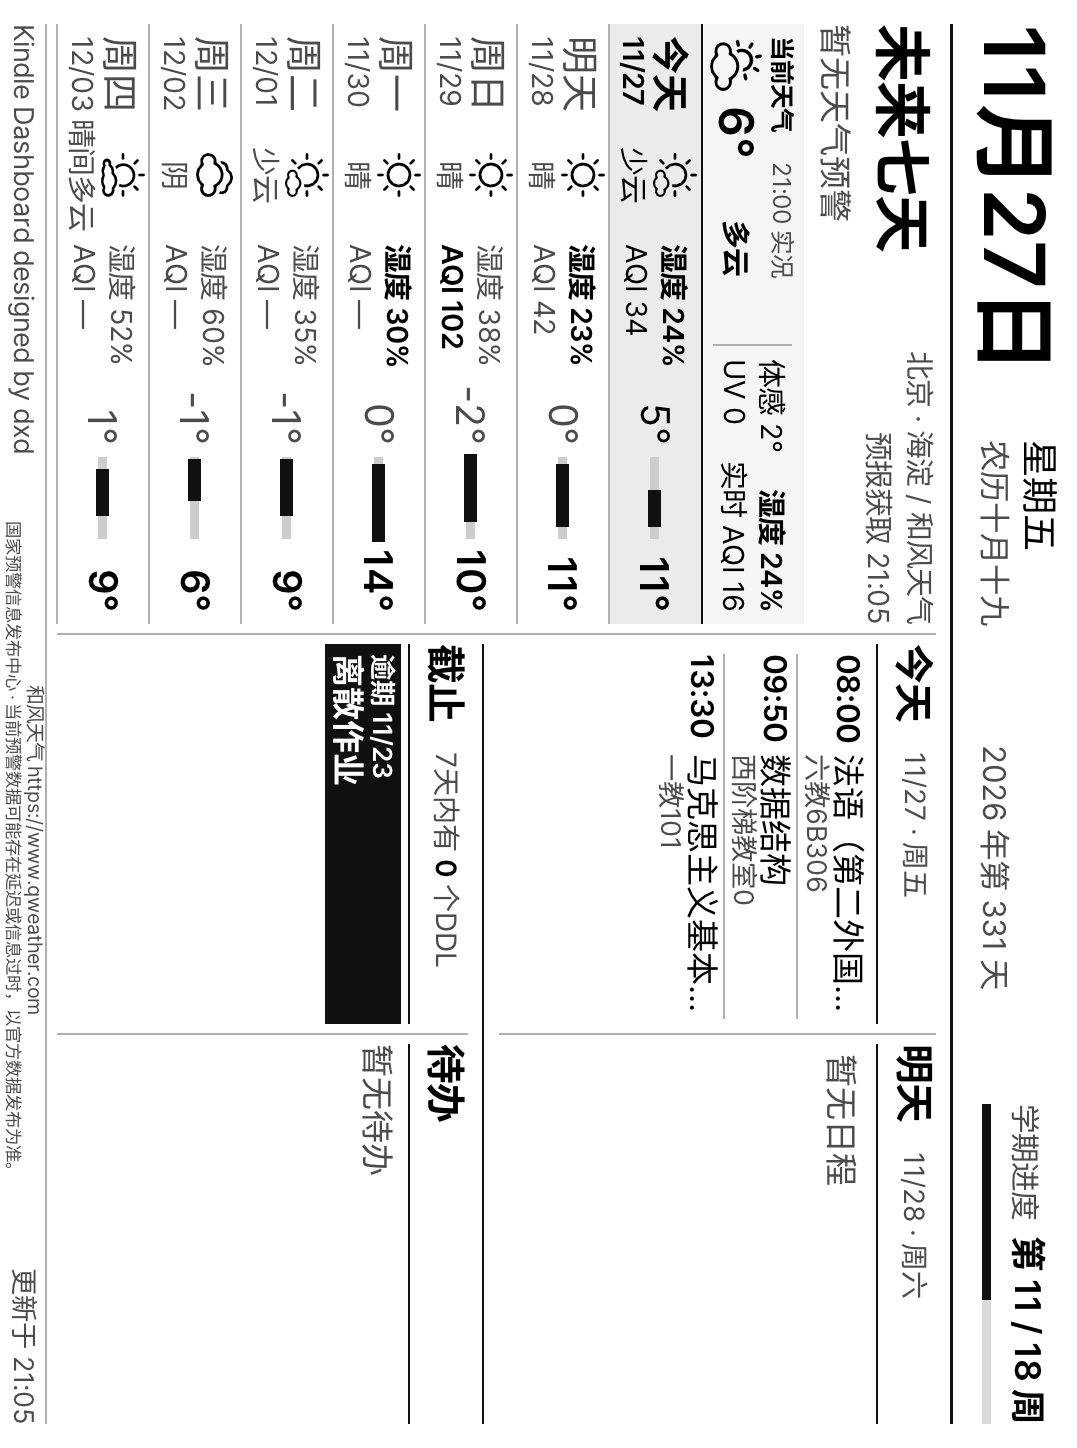 11月27日
星期五
农历十月十九
2026 年第 331 天
学期进度 第 11 / 18 周
未来七天
北京 · 海淀 / 和风天气
暂无天气预警
预报获取 21:05
当前天气 21:00 实况
6° 多云
体感 2° 湿度 24%
UV 0 实时 AQI 16
今天 湿度 24% 5° 11°
11/27 少云 AQI 34
明天 湿度 23% 0° 11°
11/28 晴 AQI 42
周日 湿度 38% -2° 10°
11/29 晴 AQI 102
周一 湿度 30% 0° 14°
11/30 晴 AQI —
周二 湿度 35% -1° 9°
12/01 少云 AQI —
周三 湿度 60% -1° 6°
12/02 阴 AQI —
周四 湿度 52% 1° 9°
12/03 晴间多云 AQI —
今天 11/27 · 周五
08:00 法语（第二外国...
六教6B306
09:50 数据结构
西阶梯教室0
13:30 马克思主义基本...
一教101
明天 11/28 · 周六
暂无日程
截止 7天内有 0 个DDL
逾期 11/23
离散作业
待办
暂无待办
Kindle Dashboard designed by dxd
和风天气 https://www.qweather.com
国家预警信息发布中心 · 当前预警数据可能存在延迟或信息过时，以官方数据发布为准。
更新于 21:05